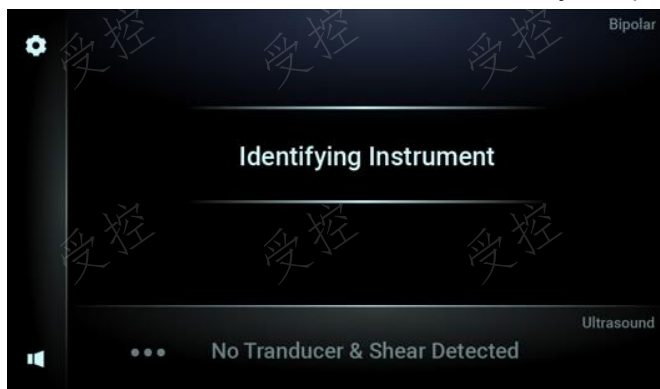 Bipolar
受控 受控 受控
Identifying Instrument
受控 受控 受控
Ultrasound
No Tranducer & Shear Detected